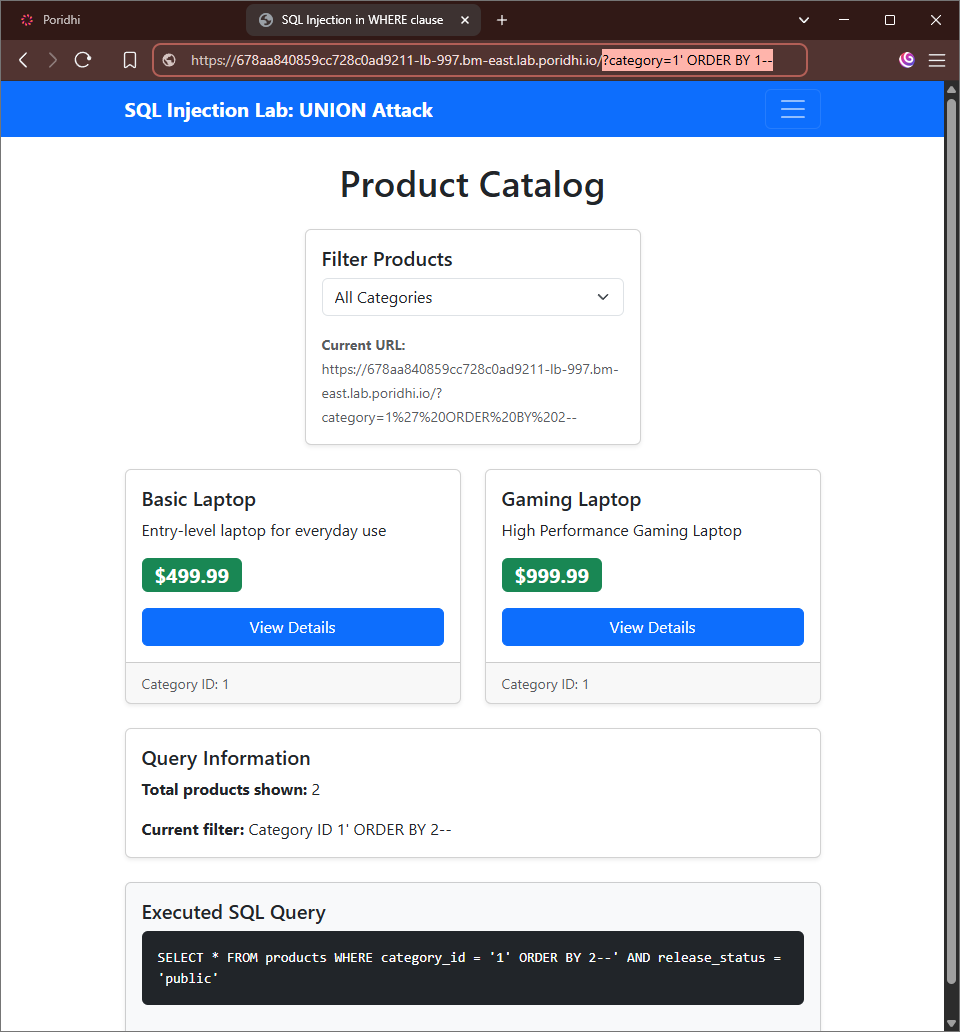 Poridhi
SQL Injection in WHERE clause
https://678aa840859cc728c0ad9211-lb-997.bm-east.lab.poridhi.io/?category=1' ORDER BY 1--
SQL Injection Lab: UNION Attack
Product Catalog
Filter Products
All Categories
Current URL:
https://678aa840859cc728c0ad9211-lb-997.bm-
east.lab.poridhi.io/?
category=1%27%20ORDER%20BY%202--
Basic Laptop
Entry-level laptop for everyday use
$499.99
View Details
Category ID: 1
Gaming Laptop
High Performance Gaming Laptop
$999.99
View Details
Category ID: 1
Query Information
Total products shown: 2
Current filter: Category ID 1' ORDER BY 2--
Executed SQL Query
SELECT * FROM products WHERE category_id = '1' ORDER BY 2--' AND release_status =
'public'